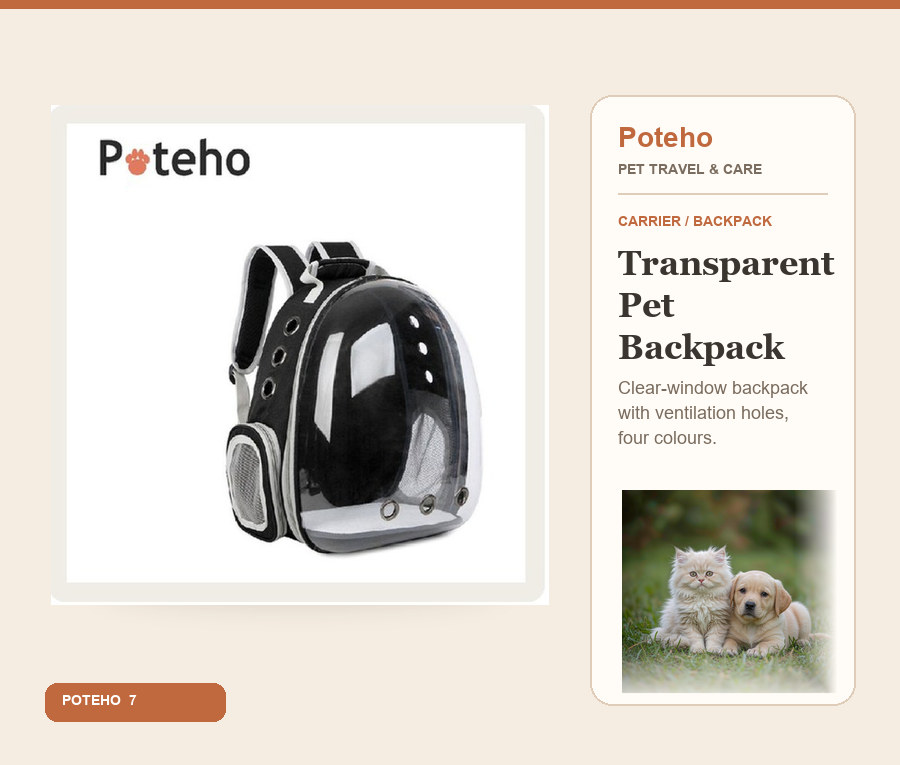 Poteho
Poteho
PET TRAVEL & CARE
CARRIER / BACKPACK
Transparent
Pet
Backpack
Clear-window backpack
with ventilation holes,
four colours.
POTEHO 7